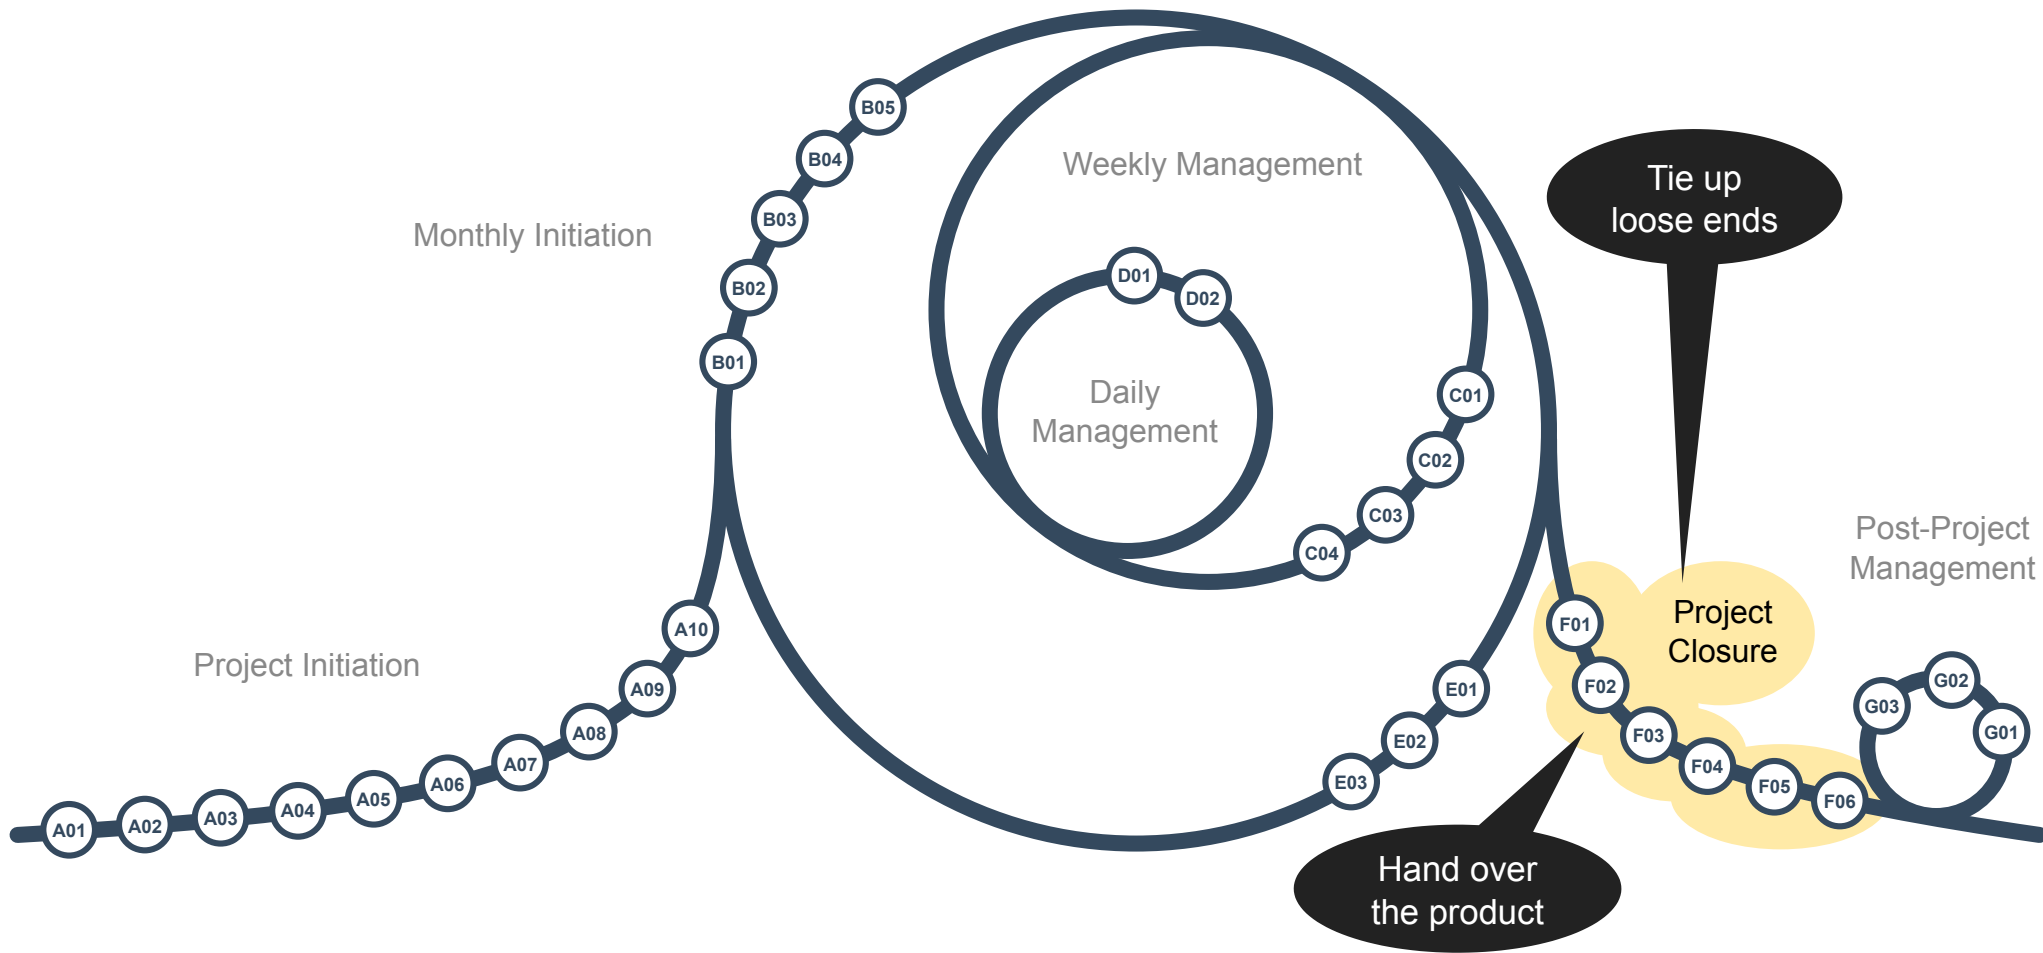 B05
B04
B03
B02
B01
Monthly Initiation
Weekly Management
D01
D02
Daily
Management
C01
C02
C03
C04
Tie up
loose ends
Project Initiation
A01
A02
A03
A04
A05
A06
A07
A08
A09
A10
E01
E02
E03
Project
Closure
F01
F02
F03
F04
F05
F06
Hand over
the product
Post-Project
Management
G03
G02
G01